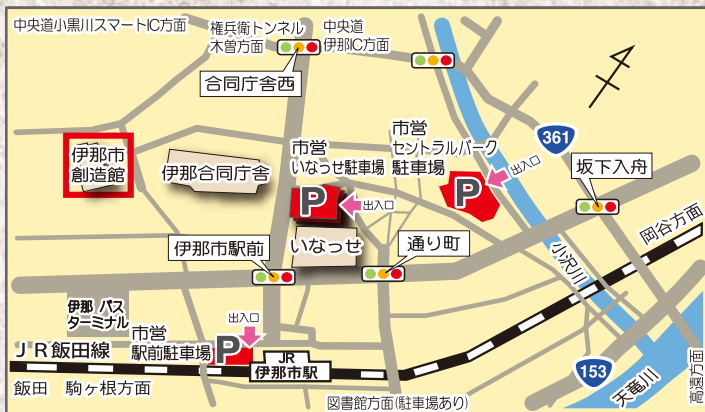 中央道小黒川スマートIC方面
権兵衛トンネル
木曽方面
中央道
伊那IC方面
合同庁舎西
361
伊那市
創造館
伊那合同庁舎
市営
いなっせ駐車場
P
出入口
市営
セントラルパーク
駐車場
P
出入口
坂下入舟
岡谷方面
いなっせ
伊那市駅前
通り町
小沢川
伊那 バス
ターミナル
出入口
市営
駅前駐車場
P
JR飯田線
JR
伊那市駅
153
天竜川
高遠方面
飯田 駒ヶ根方面
図書館方面(駐車場あり)